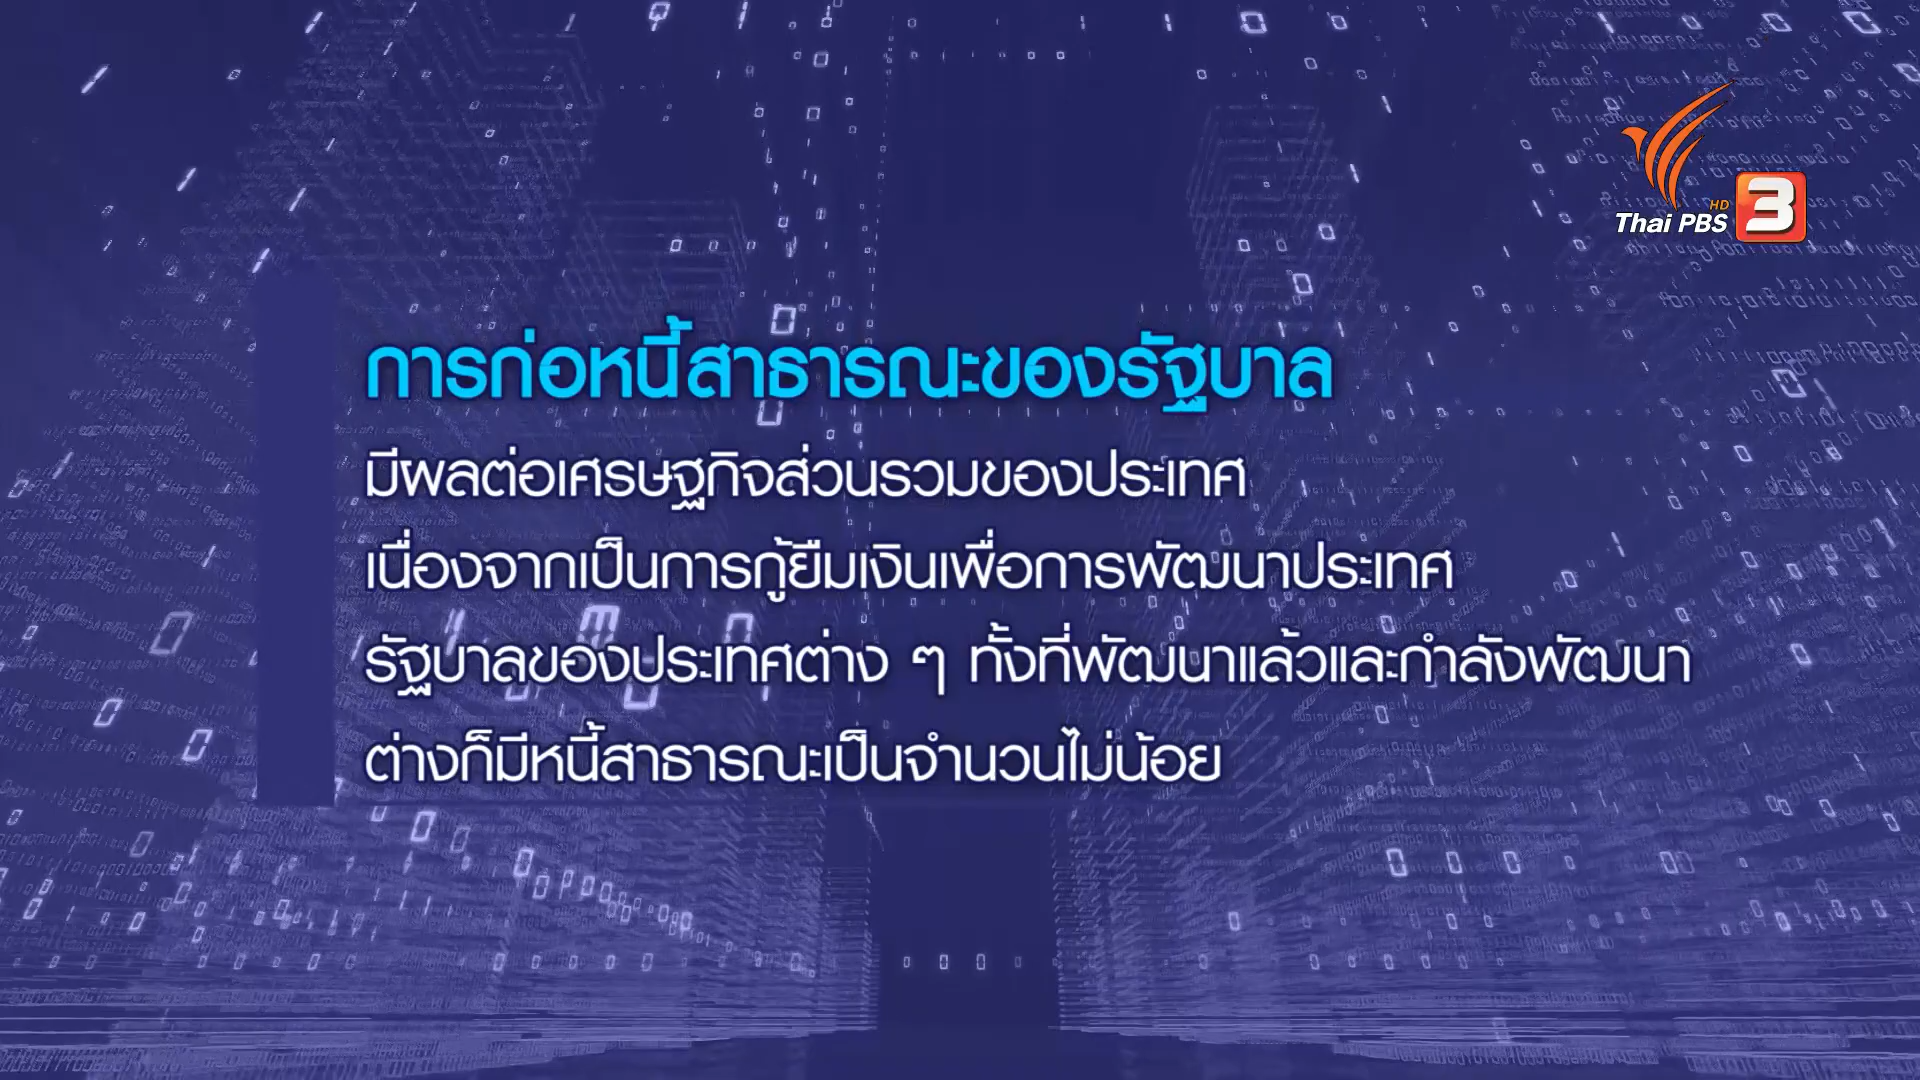 Thai PBS HD 3
การก่อหนี้สาธารณะของรัฐบาล
มีผลต่อเศรษฐกิจส่วนรวมของประเทศ
เนื่องจากเป็นการกู้ยืมเงินเพื่อการพัฒนาประเทศ
รัฐบาลของประเทศต่าง ๆ ทั้งที่พัฒนาแล้วและกำลังพัฒนา
ต่างก็มีหนี้สาธารณะเป็นจำนวนไม่น้อย